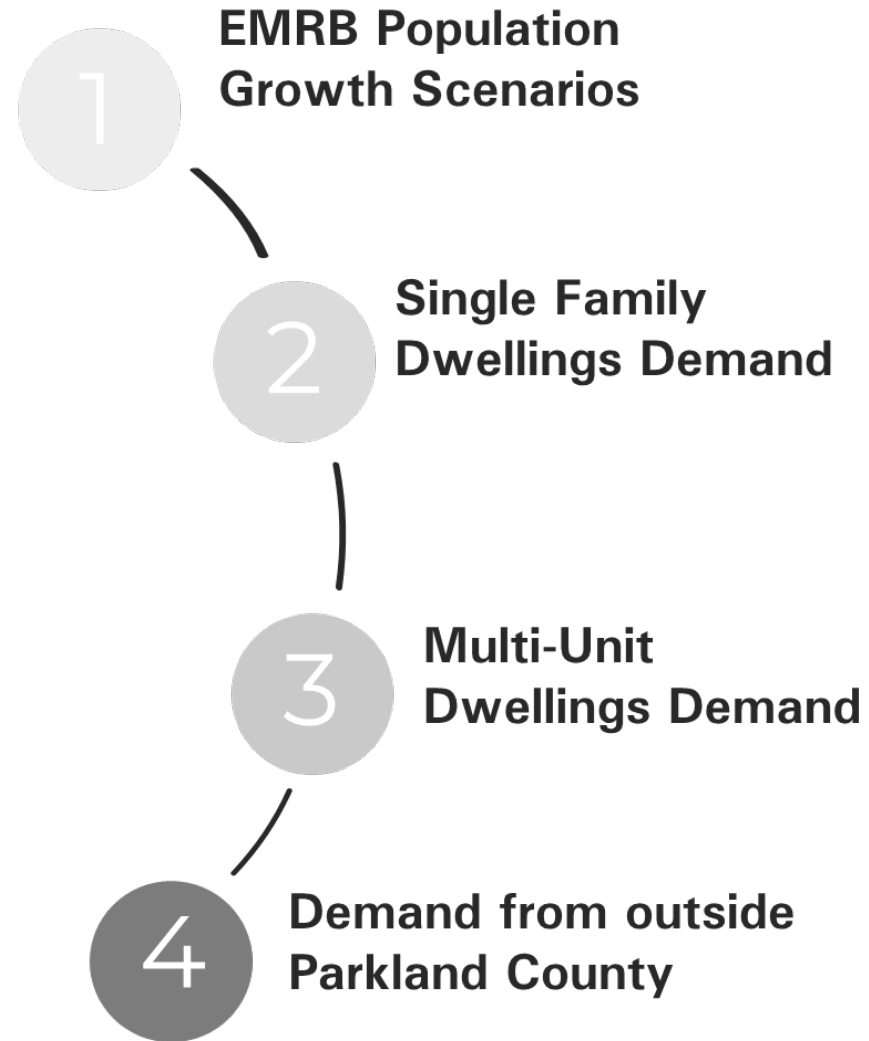 1
EMRB Population
Growth Scenarios
2
Single Family
Dwellings Demand
3
Multi-Unit
Dwellings Demand
4
Demand from outside
Parkland County